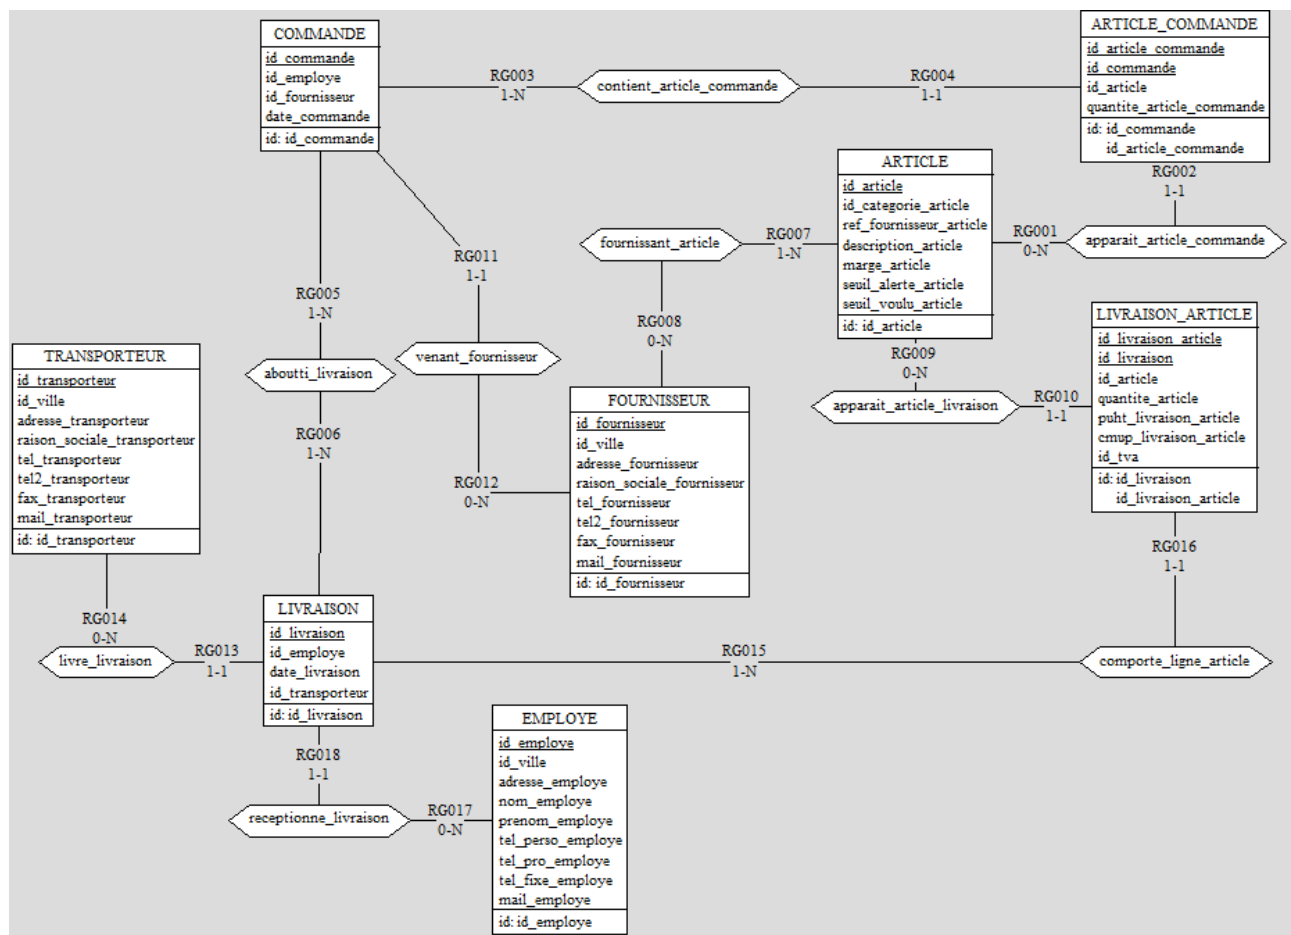 COMMANDE
id_commande
id_employe
id_fournisseur
date_commande
id: id_commande
RG003
1-N
contient_article_commande
RG004
1-1
ARTICLE_COMMANDE
id_article_commande
id_commande
id_article
quantite_article_commande
id: id_commande
id_article_commande
RG002
1-1
ARTICLE
id_article
id_categorie_article
ref_fournisseur_article
description_article
marge_article
seuil_alerte_article
seuil_voulu_article
id: id_article
fournissant_article
RG007
1-N
RG001
0-N
apparait_article_commande
RG011
1-1
RG005
1-N
RG008
0-N
RG009
0-N
LIVRAISON_ARTICLE
id_livraison_article
id_livraison
id_article
quantite_article
puht_livraison_article
cmup_livraison_article
id_tva
id: id_livraison
id_livraison_article
TRANSPORTEUR
id_transporteur
id_ville
adresse_transporteur
raison_sociale_transporteur
tel_transporteur
tel2_transporteur
fax_transporteur
mail_transporteur
id: id_transporteur
aboutti_livraison
venant_fournisseur
apparait_article_livraison
RG010
1-1
FOURNISSEUR
id_fournisseur
id_ville
adresse_fournisseur
raison_sociale_fournisseur
tel_fournisseur
tel2_fournisseur
fax_fournisseur
mail_fournisseur
id: id_fournisseur
RG006
1-N
RG012
0-N
RG016
1-1
RG014
0-N
livre_livraison
RG013
1-1
LIVRAISON
id_livraison
id_employe
date_livraison
id_transporteur
id: id_livraison
RG015
1-N
comporte_ligne_article
RG018
1-1
receptionne_livraison
RG017
0-N
EMPLOYE
id_employe
id_ville
adresse_employe
nom_employe
prenom_employe
tel_perso_employe
tel_pro_employe
tel_fixe_employe
mail_employe
id: id_employe